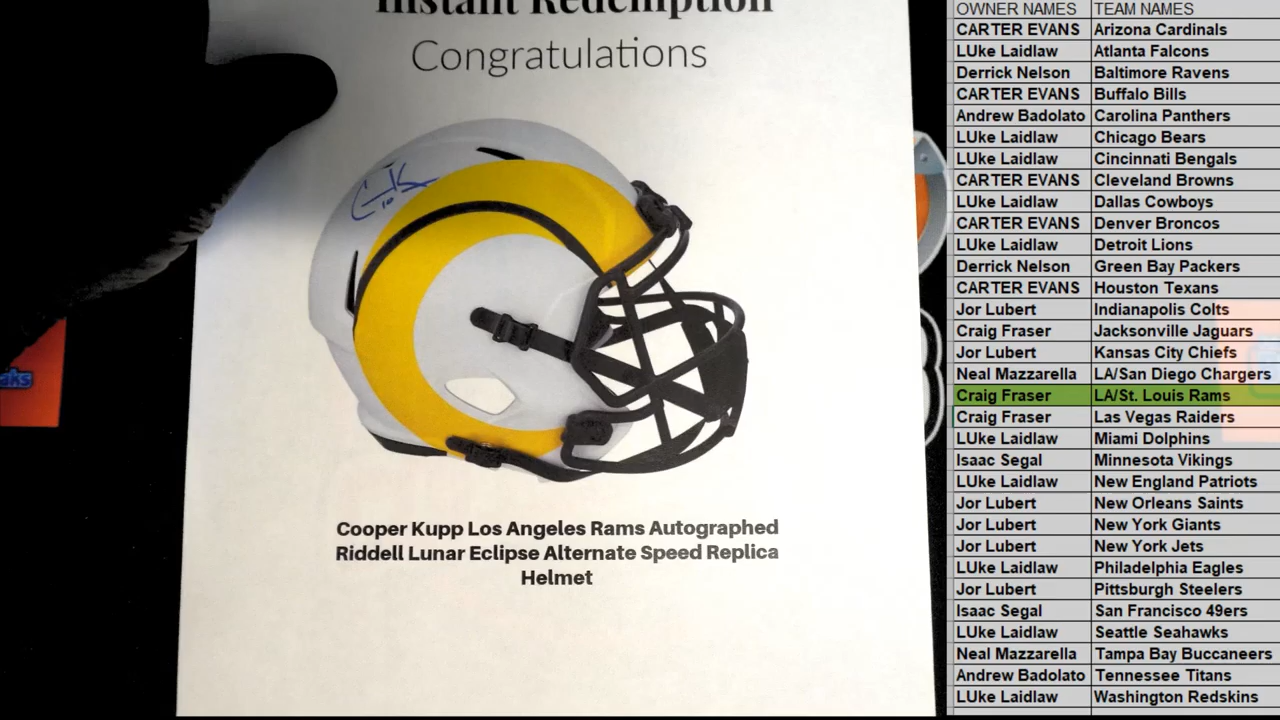 Instant Redemption
Congratulations
Cooper Kupp Los Angeles Rams Autographed
Riddell Lunar Eclipse Alternate Speed Replica
Helmet
OWNER NAMES TEAM NAMES
CARTER EVANS Arizona Cardinals
LUke Laidlaw Atlanta Falcons
Derrick Nelson Baltimore Ravens
CARTER EVANS Buffalo Bills
Andrew Badolato Carolina Panthers
LUke Laidlaw Chicago Bears
LUke Laidlaw Cincinnati Bengals
CARTER EVANS Cleveland Browns
LUke Laidlaw Dallas Cowboys
CARTER EVANS Denver Broncos
LUke Laidlaw Detroit Lions
Derrick Nelson Green Bay Packers
CARTER EVANS Houston Texans
Jor Lubert Indianapolis Colts
Craig Fraser Jacksonville Jaguars
Jor Lubert Kansas City Chiefs
Neal Mazzarella LA/San Diego Chargers
Craig Fraser LA/St. Louis Rams
Craig Fraser Las Vegas Raiders
LUke Laidlaw Miami Dolphins
Isaac Segal Minnesota Vikings
LUke Laidlaw New England Patriots
Jor Lubert New Orleans Saints
Jor Lubert New York Giants
Jor Lubert New York Jets
LUke Laidlaw Philadelphia Eagles
Jor Lubert Pittsburgh Steelers
Isaac Segal San Francisco 49ers
LUke Laidlaw Seattle Seahawks
Neal Mazzarella Tampa Bay Buccaneers
Andrew Badolato Tennessee Titans
LUke Laidlaw Washington Redskins